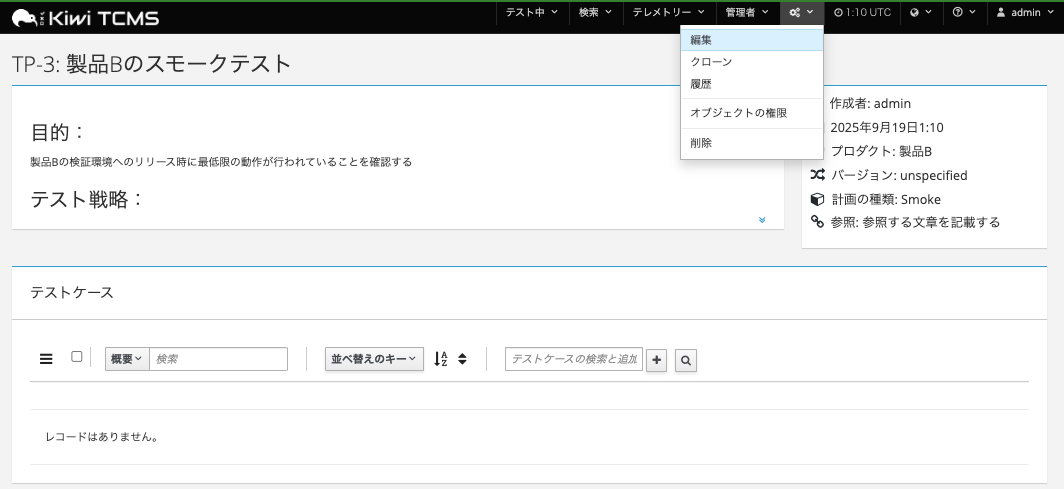 Kiwi TCMS
テスト中 検索 テレメトリー 管理者 1:10 UTC admin
編集
クローン
履歴
オブジェクトの権限
削除
TP-3: 製品Bのスモークテスト
目的：
製品Bの検証環境へのリリース時に最低限の動作が行われていることを確認する
テスト戦略：
作成者: admin
2025年9月19日1:10
プロダクト: 製品B
バージョン: unspecified
計画の種類: Smoke
参照: 参照する文章を記載する
テストケース
概要 検索 並べ替えのキー テストケースの検索と追加
レコードはありません。